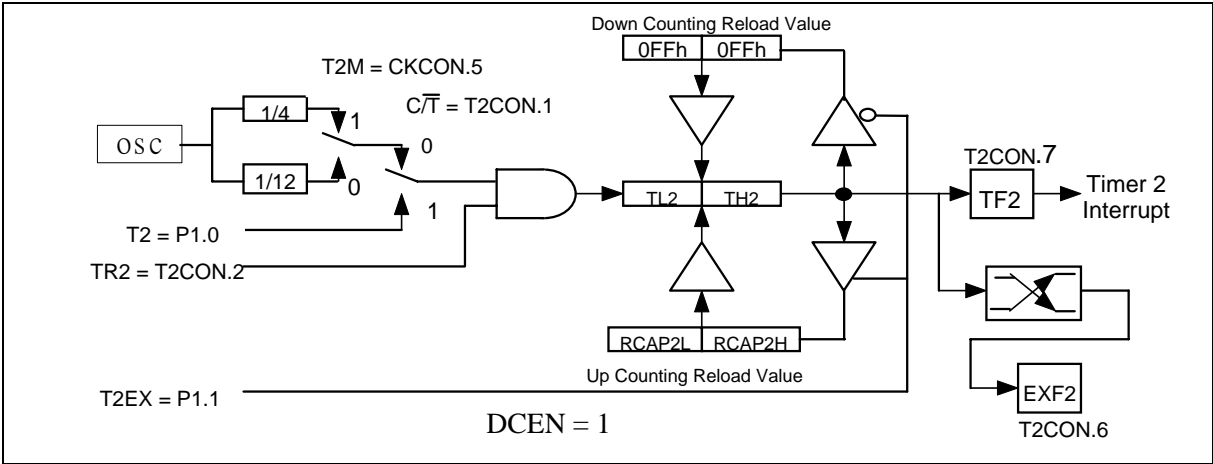 Down Counting Reload Value
0FFh 0FFh
T2M = CKCON.5
C/T̅ = T2CON.1
1/4
1
0
OSC
T2CON.7
1/12
0
TL2 TH2
TF2
Timer 2
Interrupt
1
T2 = P1.0
TR2 = T2CON.2
RCAP2L RCAP2H
Up Counting Reload Value
T2EX = P1.1
EXF2
DCEN = 1
T2CON.6